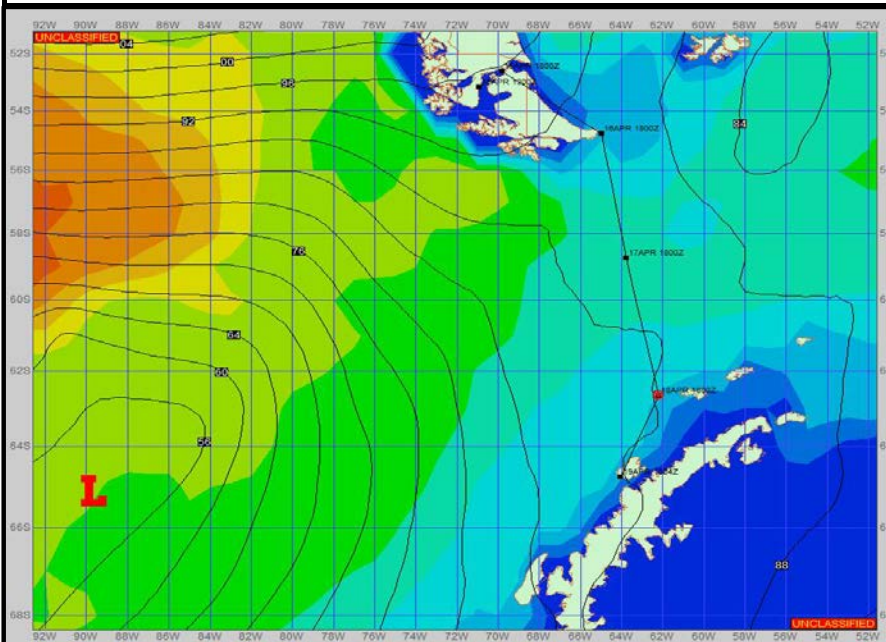 92W 90W 88W 86W 84W 82W 80W 78W 76W 74W 72W 70W 68W 66W 64W 62W 60W 58W 56W 54W 52W
UNCLASSIFIED
04
52S
00
APR 1800Z
96
54S
92
84
16APR 1800Z
56S
58S
76
17APR 1800Z
60S
64
62S
60
18APR 1800Z
56
64S
L
66S
88
68S
UNCLASSIFIED
92W 90W 88W 86W 84W 82W 80W 78W 76W 74W 72W 70W 68W 66W 64W 62W 60W 58W 56W 54W 52W